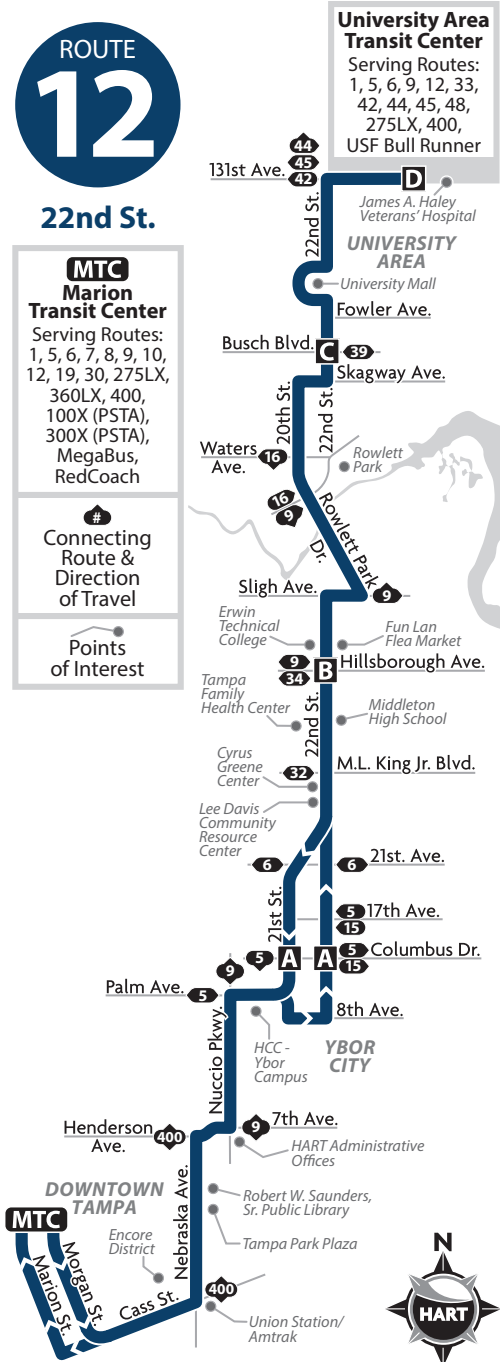 ROUTE
12
22nd St.
University Area
Transit Center
Serving Routes:
1, 5, 6, 9, 12, 33,
42, 44, 45, 48,
275LX, 400,
USF Bull Runner
MTC
Marion
Transit Center
Serving Routes:
1, 5, 6, 7, 8, 9, 10,
12, 19, 30, 275LX,
360LX, 400,
100X (PSTA),
300X (PSTA),
MegaBus,
RedCoach
#
Connecting
Route &
Direction
of Travel
Points
of Interest
44
45
131st Ave.
42
D
James A. Haley
Veterans' Hospital
22nd St.
UNIVERSITY
AREA
University Mall
Fowler Ave.
Busch Blvd.
C
39
Skagway Ave.
20th St.
22nd St.
Waters
Ave.
16
Rowlett
Park
16
9
Rowlett Park
Dr.
Sligh Ave.
9
Erwin
Technical
College
Fun Lan
Flea Market
9
34
B
Hillsborough Ave.
Tampa
Family
Health Center
22nd St.
Middleton
High School
Cyrus
Greene
Center
32
M.L. King Jr. Blvd.
Lee Davis
Community
Resource
Center
6
6
21st. Ave.
21st St.
5
17th Ave.
15
5
A
A
5
Columbus Dr.
15
9
Palm Ave.
5
8th Ave.
Nuccio Pkwy.
HCC -
Ybor
Campus
YBOR
CITY
Henderson
Ave.
400
9
7th Ave.
HART Administrative
Offices
Nebraska Ave.
DOWNTOWN
TAMPA
Robert W. Saunders,
Sr. Public Library
MTC
Encore
District
Tampa Park Plaza
Marion St.
Morgan St.
Cass St.
400
Union Station/
Amtrak
N
HART